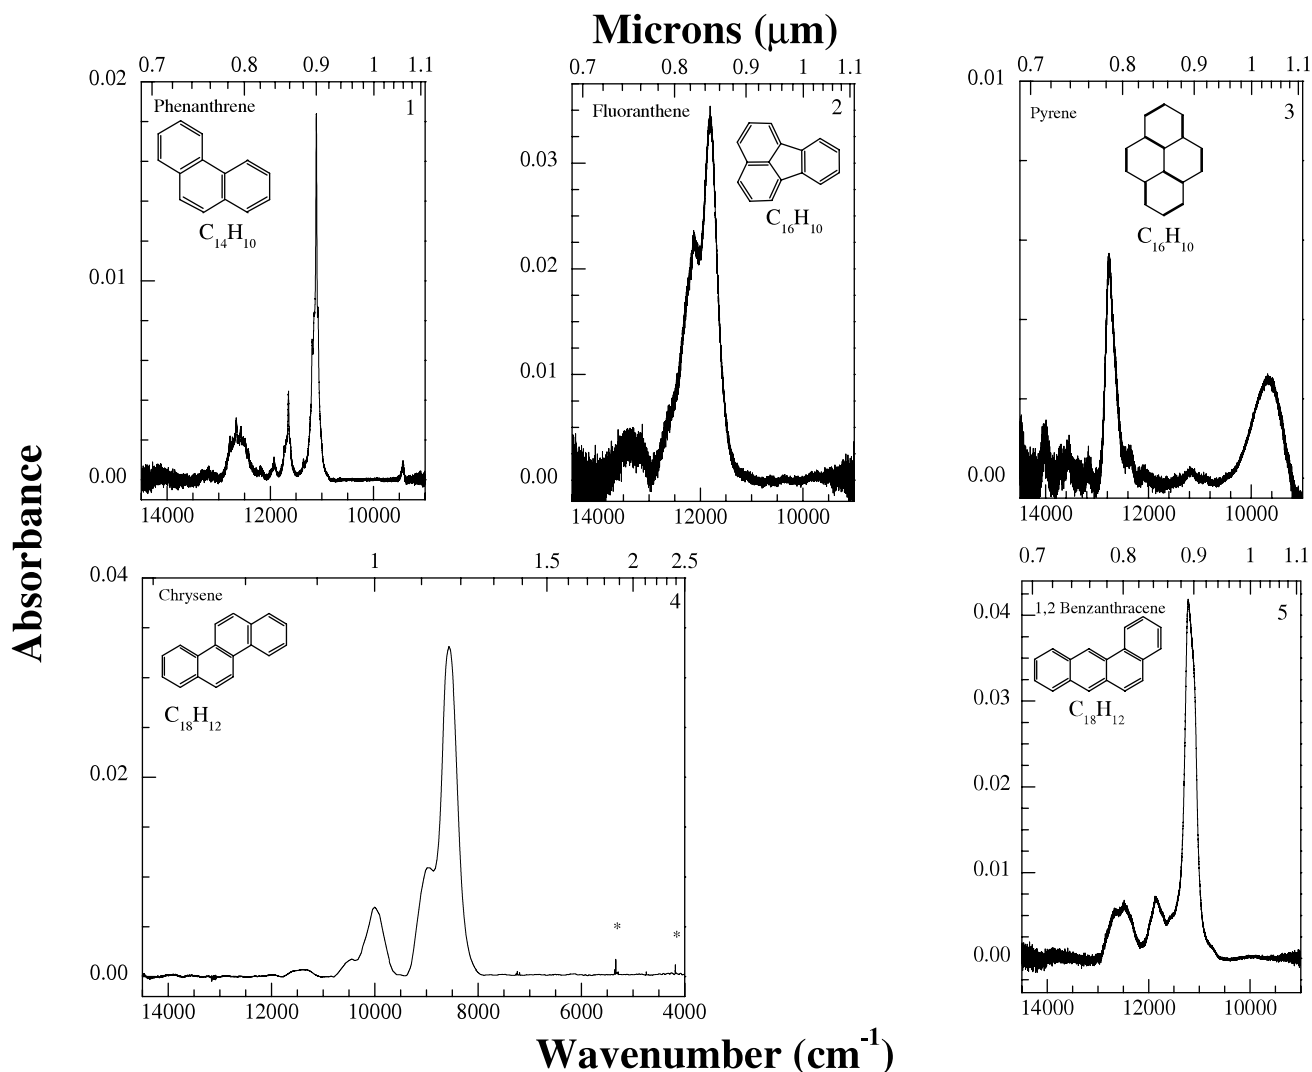 Microns (μm)
0.7 0.8 0.9 1 1.1
0.7 0.8 0.9 1 1.1
0.7 0.8 0.9 1 1.1
0.02
Phenanthrene 1
C14H10
0.01
0.00
14000 12000 10000
Fluoranthene 2
C16H10
0.03
0.02
0.01
0.00
14000 12000 10000
0.01
Pyrene 3
C16H10
0.00
14000 12000 10000
Absorbance
1 1.5 2 2.5
0.04
Chrysene 4
C18H12
0.02
* *
0.00
14000 12000 10000 8000 6000 4000
0.7 0.8 0.9 1 1.1
0.04
1,2 Benzanthracene 5
C18H12
0.03
0.02
0.01
0.00
14000 12000 10000
Wavenumber (cm-1)